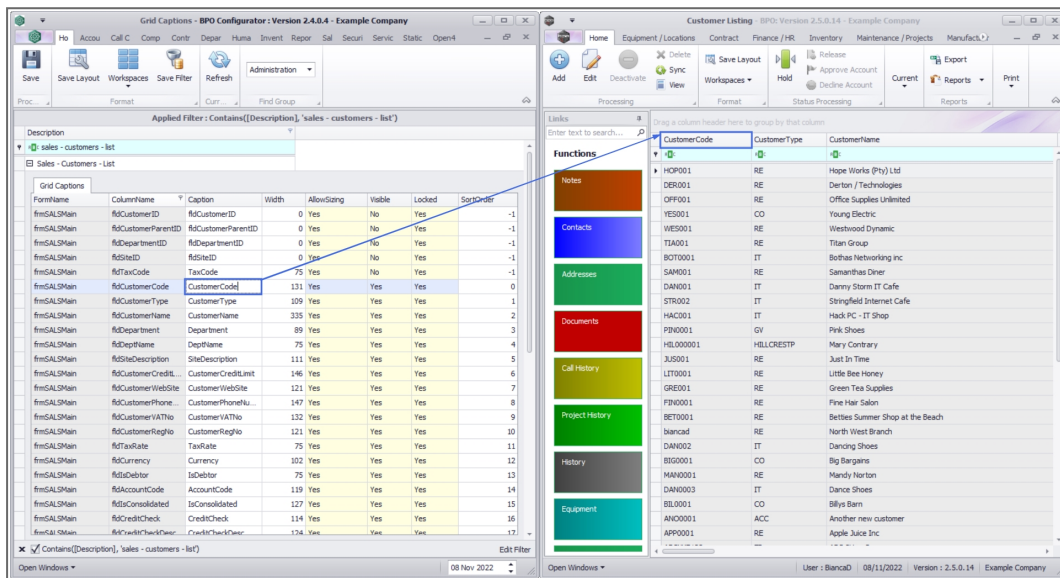 Grid Captions - BPO Configurator : Version 2.4.0.4 - Example Company
Ho Accou Call C Comp Contr Depar Huma Invent Repor Sal Securi Servic Static Open4
Save
Save Layout
Workspaces
Save Filter
Refresh
Administration
Proc...
Format
Curr...
Find Group
Applied Filter : Contains([Description], 'sales - customers - list')
Description
sales - customers - list
Sales - Customers - List
Grid Captions
FormName ColumnName Caption Width AllowSizing Visible Locked SortOrder
frmSALSMain fldCustomerID fldCustomerID 0 Yes No Yes -1
frmSALSMain fldCustomerParentID fldCustomerParentID 0 Yes No Yes -1
frmSALSMain fldDepartmentID fldDepartmentID 0 Yes No Yes -1
frmSALSMain fldSiteID fldSiteID 0 Yes No Yes -1
frmSALSMain fldTaxCode TaxCode 75 Yes No Yes -1
frmSALSMain fldCustomerCode CustomerCode 131 Yes Yes Yes 0
frmSALSMain fldCustomerType CustomerType 109 Yes Yes Yes 1
frmSALSMain fldCustomerName CustomerName 335 Yes Yes Yes 2
frmSALSMain fldDepartment Department 89 Yes Yes Yes 3
frmSALSMain fldDeptName DeptName 75 Yes Yes Yes 4
frmSALSMain fldSiteDescription SiteDescription 111 Yes Yes Yes 5
frmSALSMain fldCustomerCreditL... CustomerCreditLimit 146 Yes Yes Yes 6
frmSALSMain fldCustomerWebSite CustomerWebSite 121 Yes Yes Yes 7
frmSALSMain fldCustomerPhone... CustomerPhoneNu... 147 Yes Yes Yes 8
frmSALSMain fldCustomerVATNo CustomerVATNo 132 Yes Yes Yes 9
frmSALSMain fldCustomerRegNo CustomerRegNo 121 Yes Yes Yes 10
frmSALSMain fldTaxRate TaxRate 75 Yes Yes Yes 11
frmSALSMain fldCurrency Currency 102 Yes Yes Yes 12
frmSALSMain fldIsDebtor IsDebtor 75 Yes Yes Yes 13
frmSALSMain fldAccountCode AccountCode 119 Yes Yes Yes 14
frmSALSMain fldIsConsolidated IsConsolidated 127 Yes Yes Yes 15
frmSALSMain fldCreditCheck CreditCheck 114 Yes Yes Yes 16
frmSALSMain fldCreditCheckDesc CreditCheckDesc 124 Yes Yes Yes 17
Contains([Description], 'sales - customers - list')
Edit Filter
Open Windows
08 Nov 2022
Customer Listing - BPO: Version 2.5.0.14 - Example Company
Home Equipment / Locations Contract Finance / HR Inventory Maintenance / Projects Manufact
Add
Edit
Deactivate
Delete
Sync
View
Save Layout
Workspaces
Hold
Release
Approve Account
Decline Account
Current
Export
Reports
Print
Processing
Format
Status Processing
Reports
Links
Enter text to search...
Functions
Notes
Contacts
Addresses
Documents
Call History
Project History
History
Equipment
Drag a column header here to group by that column
CustomerCode CustomerType CustomerName
HOP001 RE Hope Works (Pty) Ltd
DER001 RE Derton / Technologies
OFF001 RE Office Supplies Unlimited
YES001 CO Young Electric
WES001 RE Westwood Dynamic
TIA001 RE Titan Group
BOT0001 IT Bothas Networking inc
SAM001 RE Samanthas Diner
DAN001 IT Danny Storm IT Cafe
STR002 IT Stringfield Internet Cafe
HAC001 IT Hack PC - IT Shop
PIN0001 GV Pink Shoes
HIL000001 HILLCRESTP Mary Contrary
JUS001 RE Just In Time
LIT0001 RE Little Bee Honey
GRE001 RE Green Tea Supplies
FIN0001 RE Fine Hair Salon
BET0001 RE Betties Summer Shop at the Beach
biancad RE North West Branch
DAN002 IT Dancing Shoes
BIG0001 CO Big Bargains
MAN0001 RE Mandy Norton
DAN0003 IT Dance Shoes
BIL0001 CO Billys Barn
ANO0001 ACC Another new customer
APP0001 RE Apple Juice Inc
Open Windows
User : BiancaD
08/11/2022
Version : 2.5.0.14
Example Company